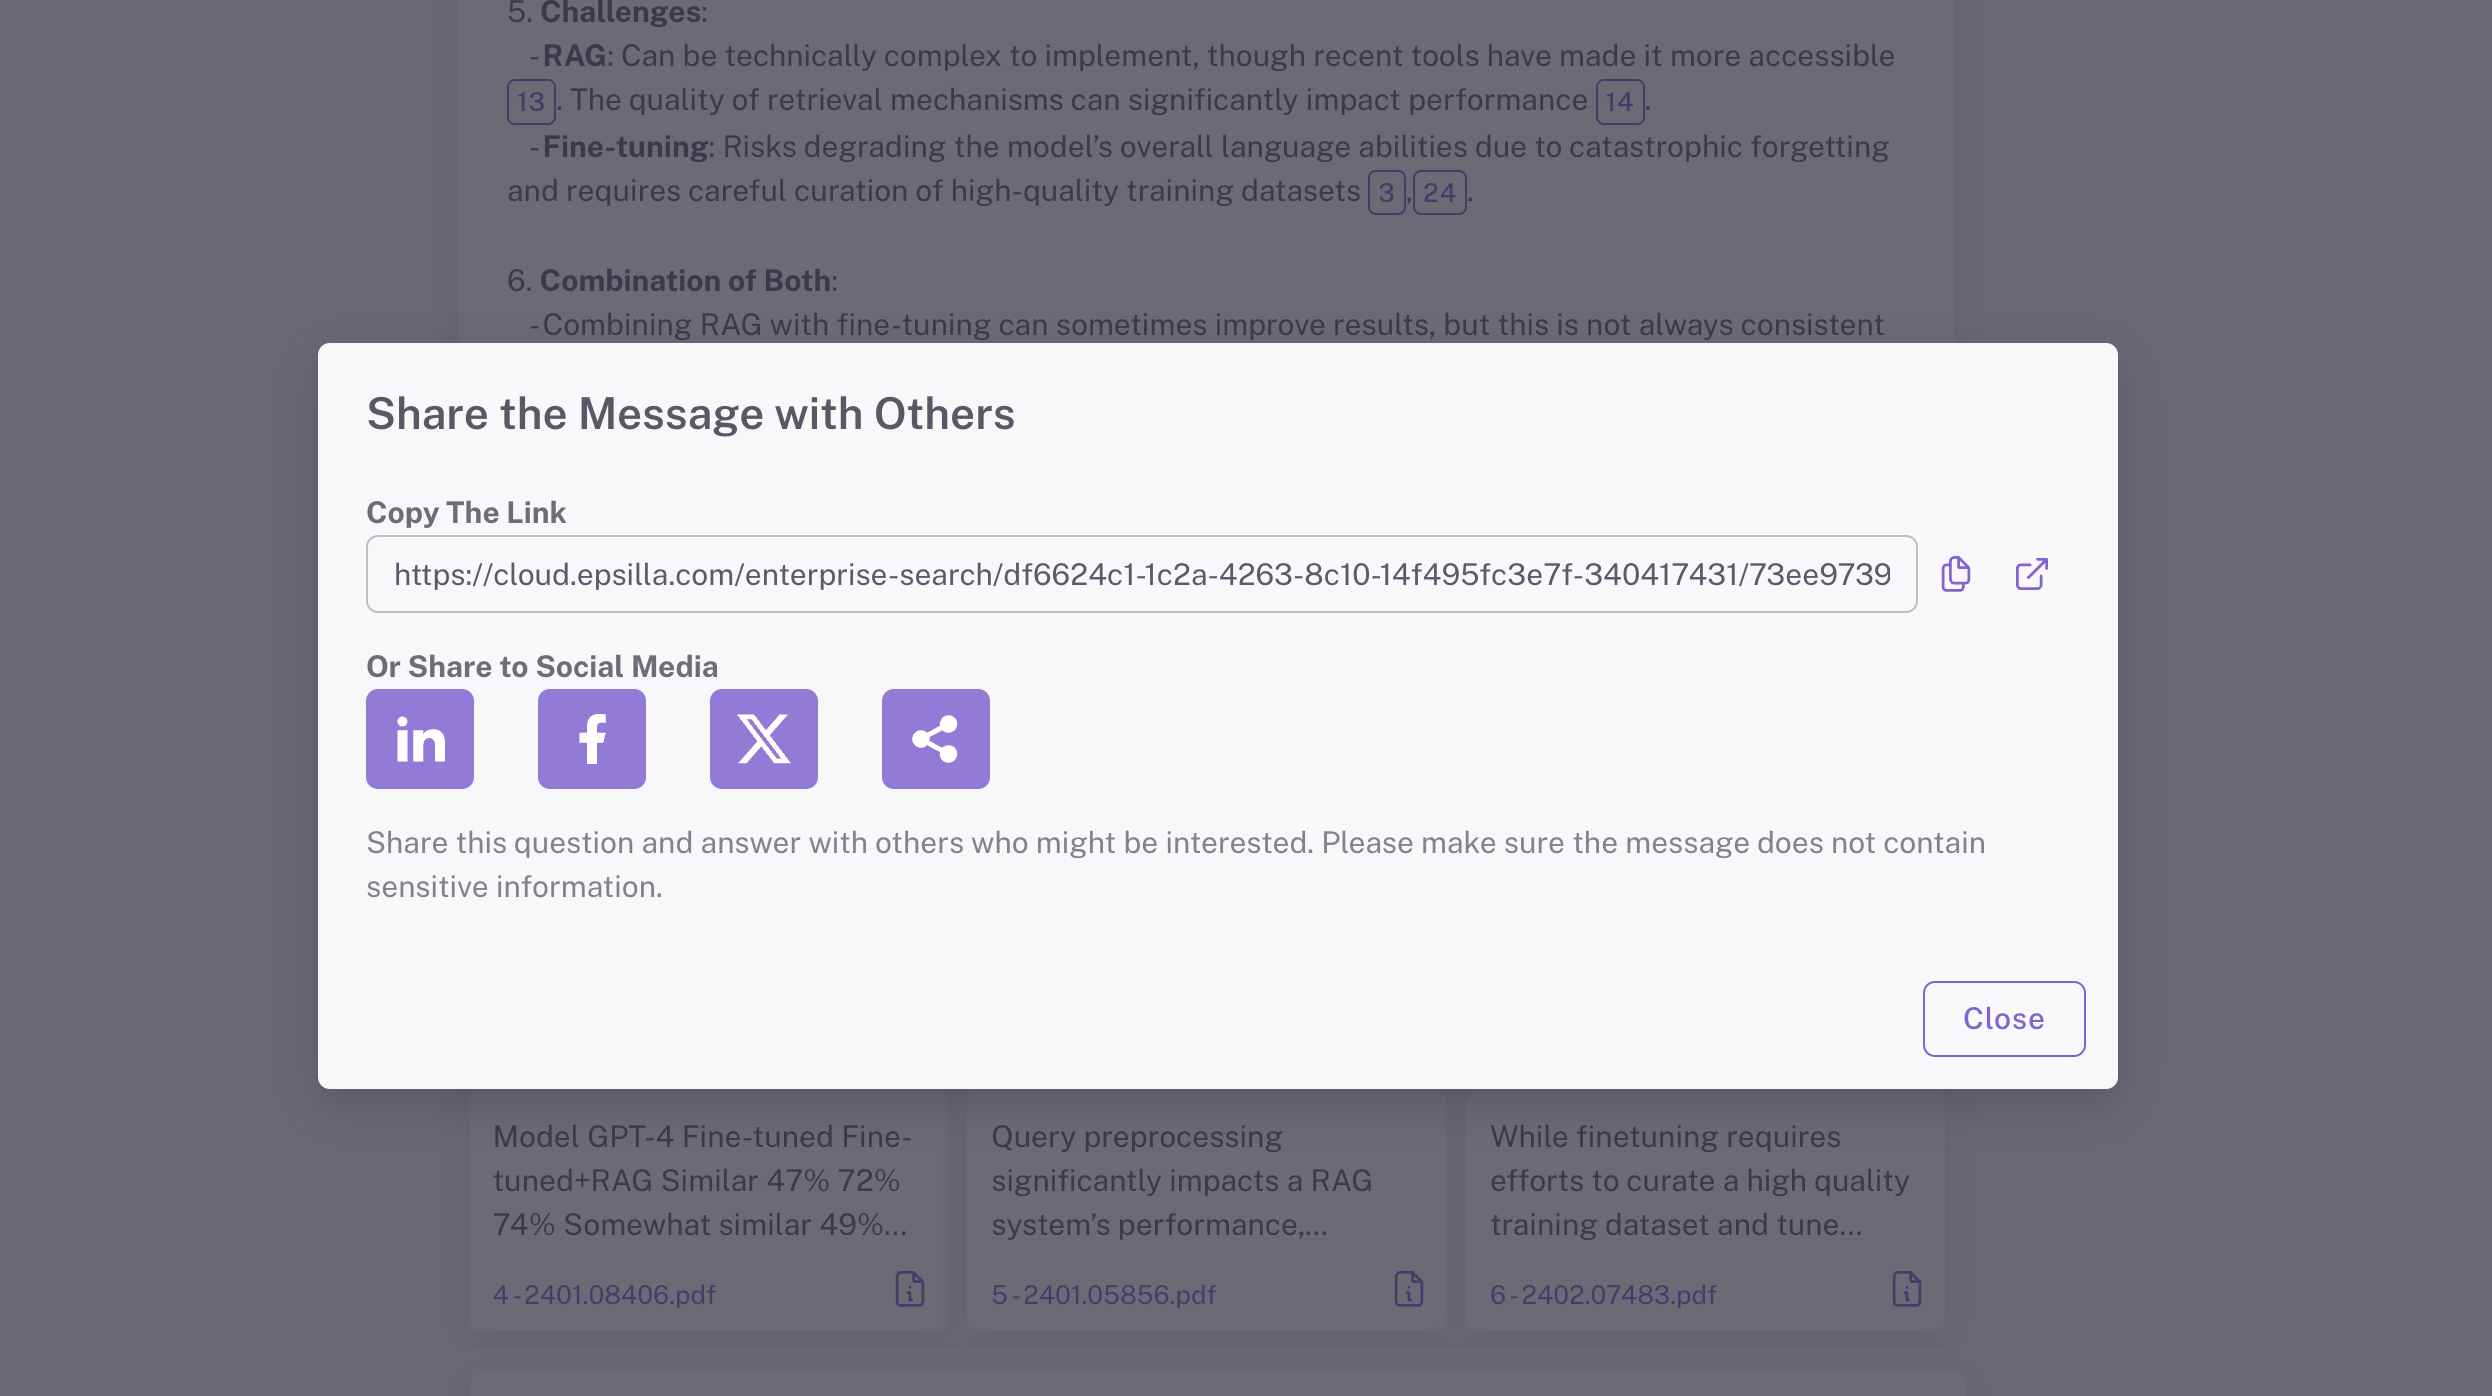 5. Challenges:
- RAG: Can be technically complex to implement, though recent tools have made it more accessible
13. The quality of retrieval mechanisms can significantly impact performance 14.
- Fine-tuning: Risks degrading the model’s overall language abilities due to catastrophic forgetting
and requires careful curation of high-quality training datasets 3,24.
6. Combination of Both:
- Combining RAG with fine-tuning can sometimes improve results, but this is not always consistent
Share the Message with Others
Copy The Link
https://cloud.epsilla.com/enterprise-search/df6624c1-1c2a-4263-8c10-14f495fc3e7f-340417431/73ee9739
Or Share to Social Media
in f X
Share this question and answer with others who might be interested. Please make sure the message does not contain
sensitive information.
Close
Model GPT-4 Fine-tuned Fine-
tuned+RAG Similar 47% 72%
74% Somewhat similar 49%...
4 - 2401.08406.pdf
Query preprocessing
significantly impacts a RAG
system’s performance,...
5 - 2401.05856.pdf
While finetuning requires
efforts to curate a high quality
training dataset and tune...
6 - 2402.07483.pdf